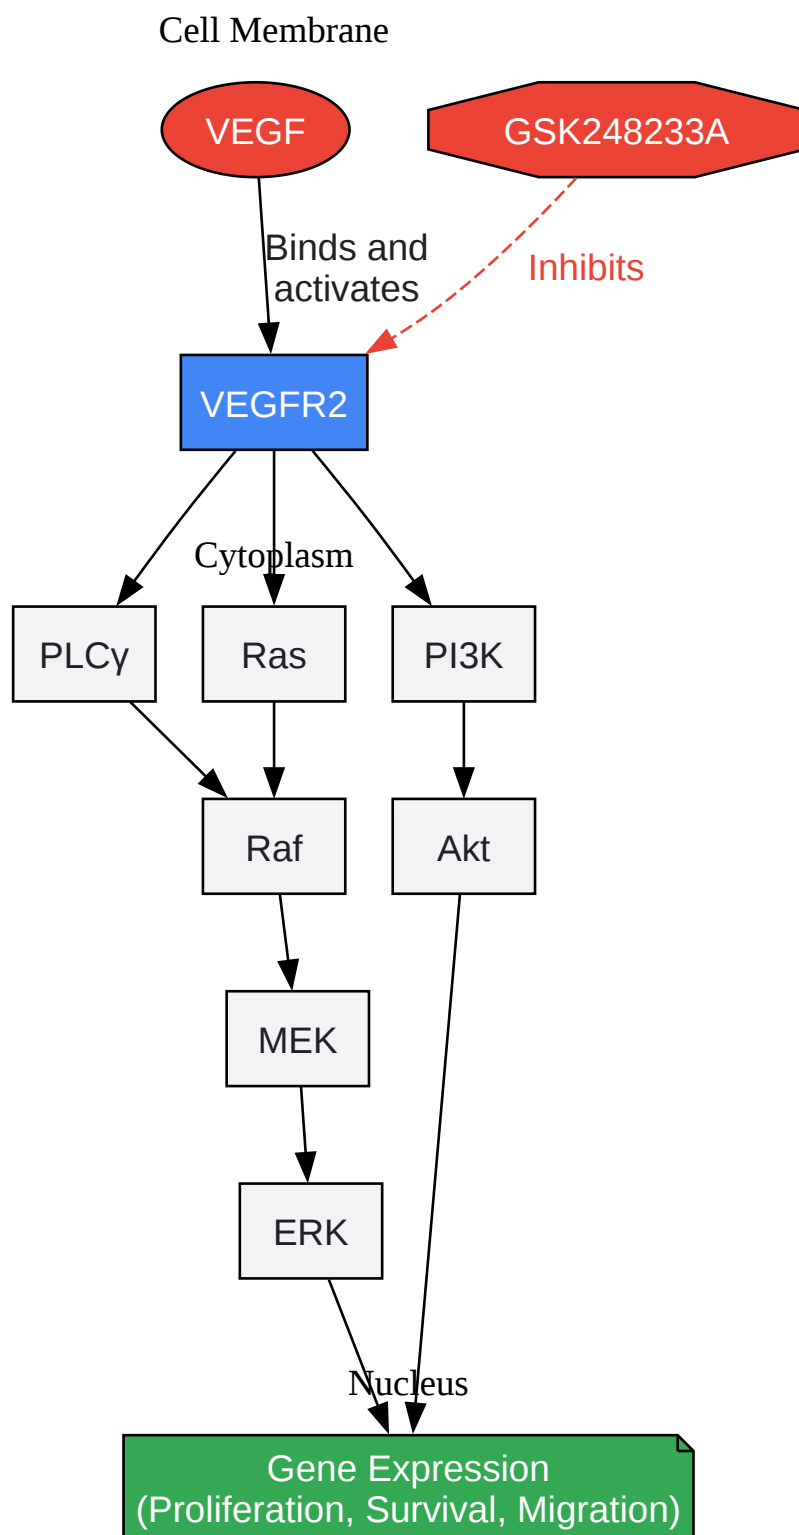 Cell Membrane
VEGF
GSK248233A
Binds and
activates
Inhibits
VEGFR2
Cytoplasm
PLCγ
Ras
PI3K
Raf
Akt
MEK
ERK
Nucleus
Gene Expression
(Proliferation, Survival, Migration)